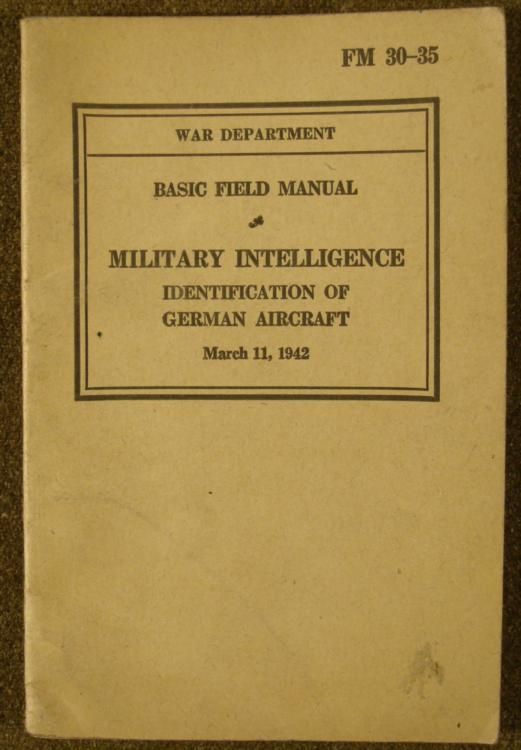 FM 30-35
WAR DEPARTMENT
BASIC FIELD MANUAL
MILITARY INTELLIGENCE
IDENTIFICATION OF
GERMAN AIRCRAFT
March 11, 1942